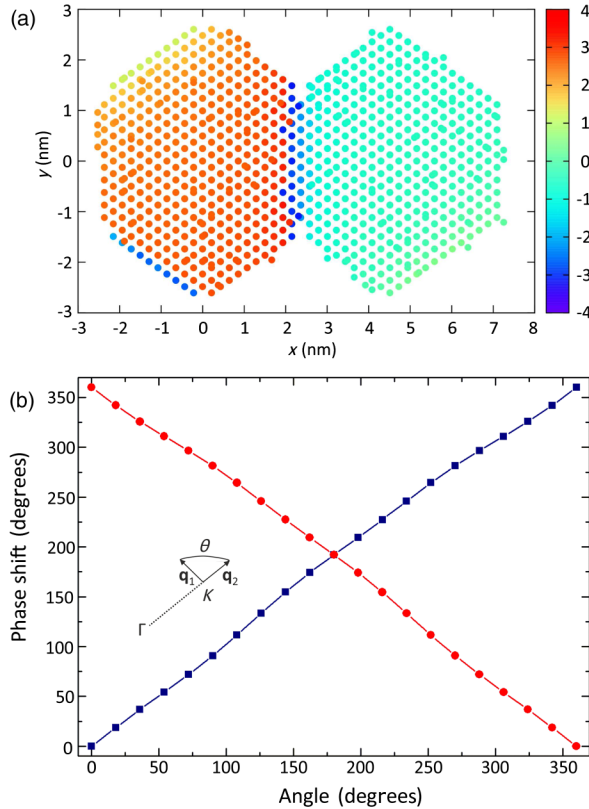 (a)
3
2
1
0
-1
-2
-3
y (nm)
-3 -2 -1 0 1 2 3 4 5 6 7 8
x (nm)
4
3
2
1
0
-1
-2
-3
-4
(b)
350
300
250
200
150
100
50
0
Phase shift (degrees)
θ
q1 q2
K
Γ
0 50 100 150 200 250 300 350
Angle (degrees)